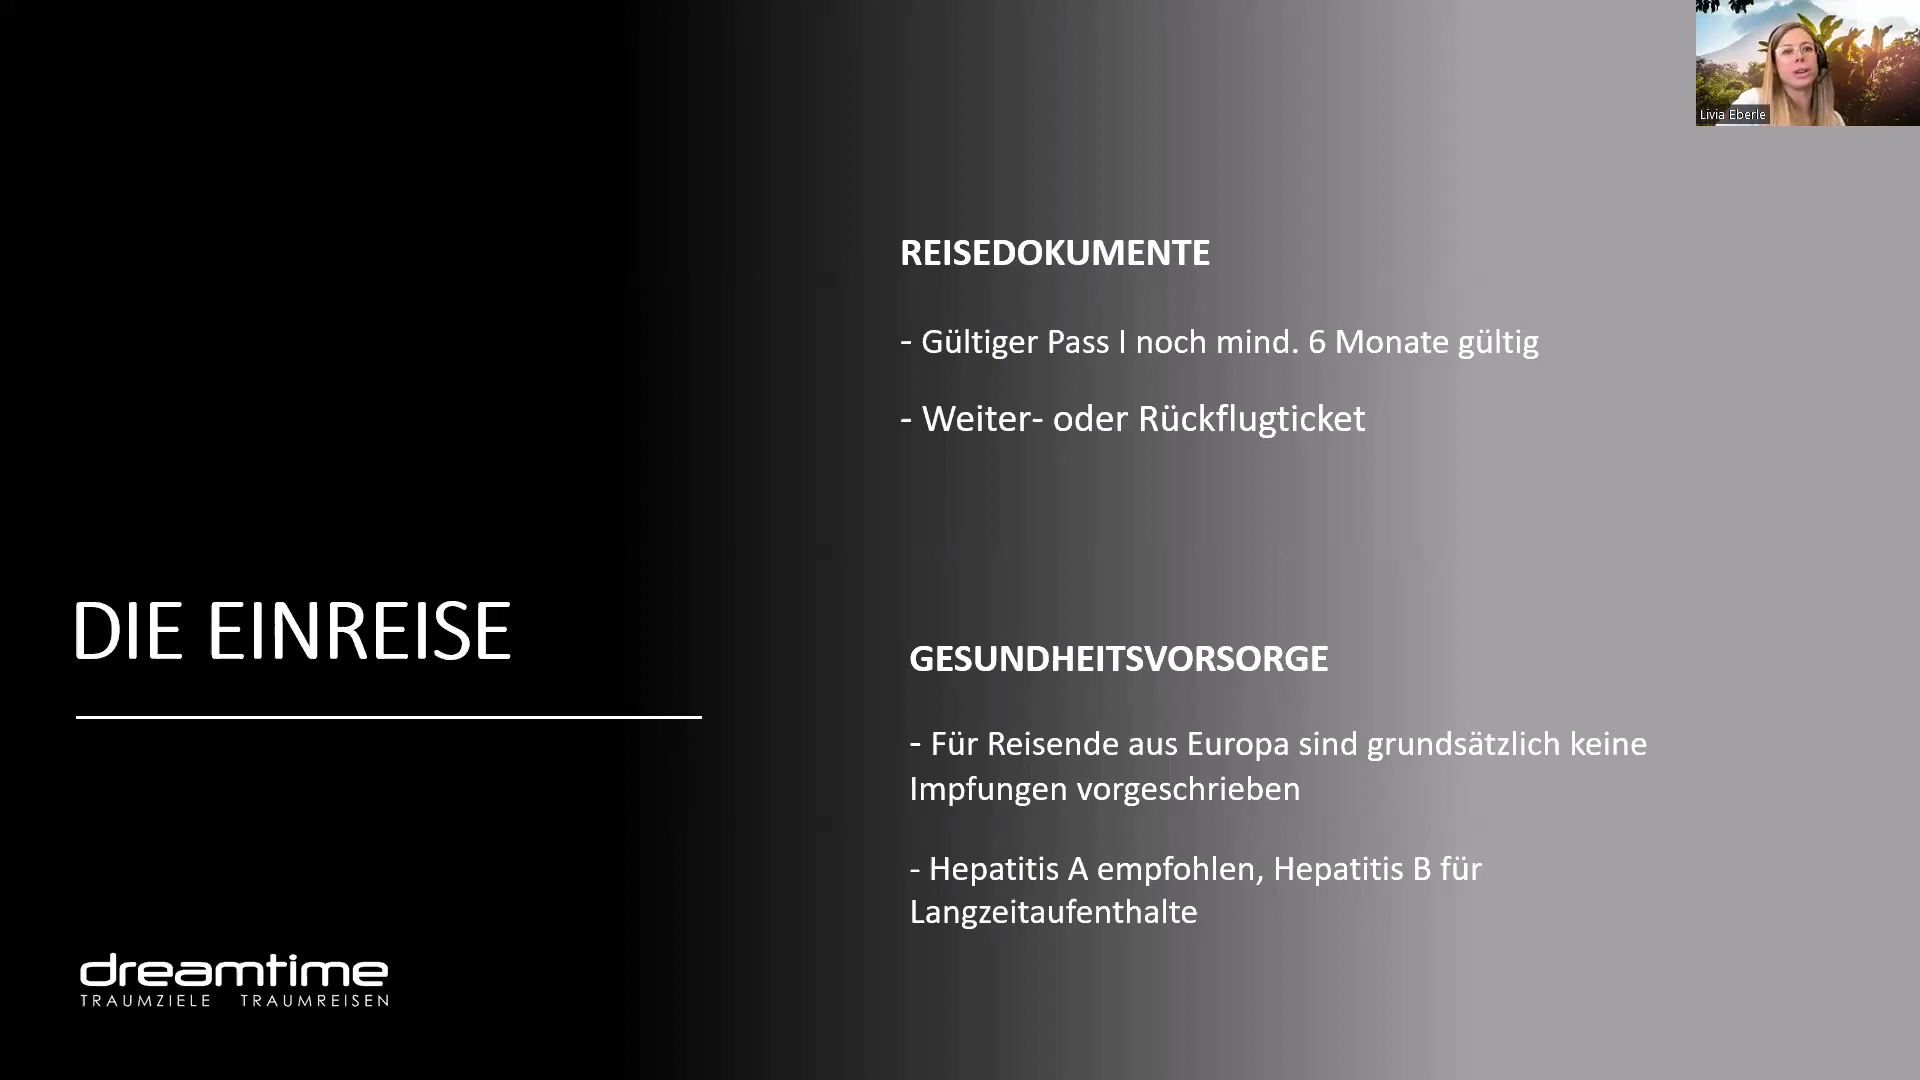 Livia Eberle
REISEDOKUMENTE
- Gültiger Pass I noch mind. 6 Monate gültig
- Weiter- oder Rückflugticket
DIE EINREISE
GESUNDHEITSVORSORGE
- Für Reisende aus Europa sind grundsätzlich keine
Impfungen vorgeschrieben
- Hepatitis A empfohlen, Hepatitis B für
Langzeitaufenthalte
dreamtime
TRAUMZIELE TRAUMREISEN